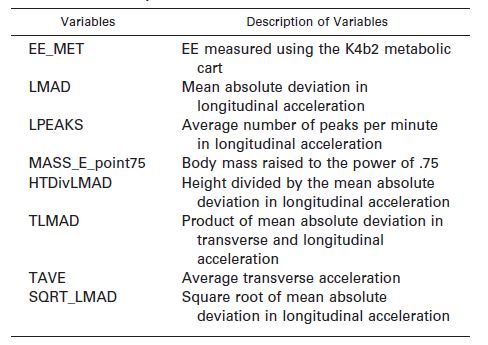 Variables Description of Variables
EE_MET EE measured using the K4b2 metabolic
cart
LMAD Mean absolute deviation in
longitudinal acceleration
LPEAKS Average number of peaks per minute
in longitudinal acceleration
MASS_E_point75 Body mass raised to the power of .75
HTDivLMAD Height divided by the mean absolute
deviation in longitudinal acceleration
TLMAD Product of mean absolute deviation in
transverse and longitudinal
acceleration
TAVE Average transverse acceleration
SQRT_LMAD Square root of mean absolute
deviation in longitudinal acceleration